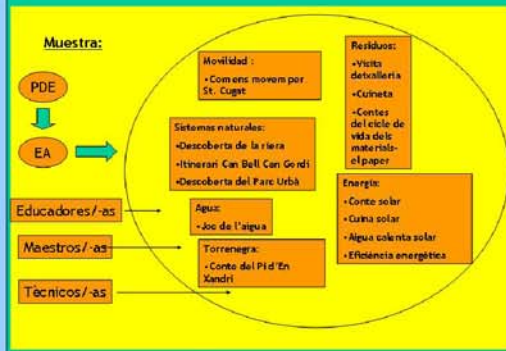 Muestra:
PDE
EA
Educadores/-as
Maestros/-as
Tècnicos/-as
Movilidad :
•Com ens movem per
St. Cugat
Sistemas naturales:
•Descoberta de la riera
•Itinerari Can Bell Can Gordi
•Descoberta del Parc Urbà
Agua:
•Joc de l'aigua
Torrenegra:
•Conte del Pi d'En
Xandri
Residuos:
•Visita
deixalleria
•Cuineta
•Contes
del cicle de
vida dels
materials-
el paper
Energia:
•Conte solar
•Cuina solar
•Aigua calenta solar
•Eficiència energètica